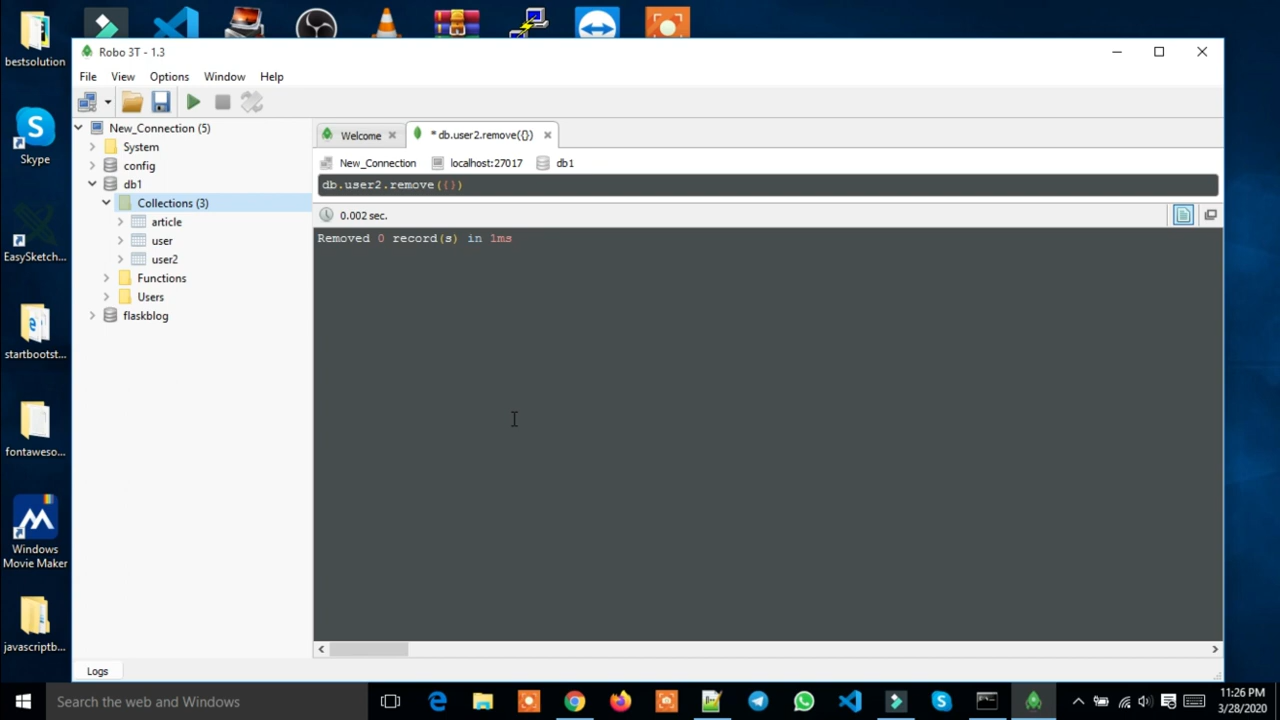 bestsolution
Skype
EasySketch...
startbootst...
fontaweso...
Windows
Movie Maker
javascriptb...
Robo 3T - 1.3
File View Options Window Help
New_Connection (5)
System
config
db1
Collections (3)
article
user
user2
Functions
Users
flaskblog
Welcome * db.user2.remove({})
New_Connection localhost:27017 db1
db.user2.remove({})
0.002 sec.
Removed 0 record(s) in 1ms
Logs
Search the web and Windows
11:26 PM
3/28/2020